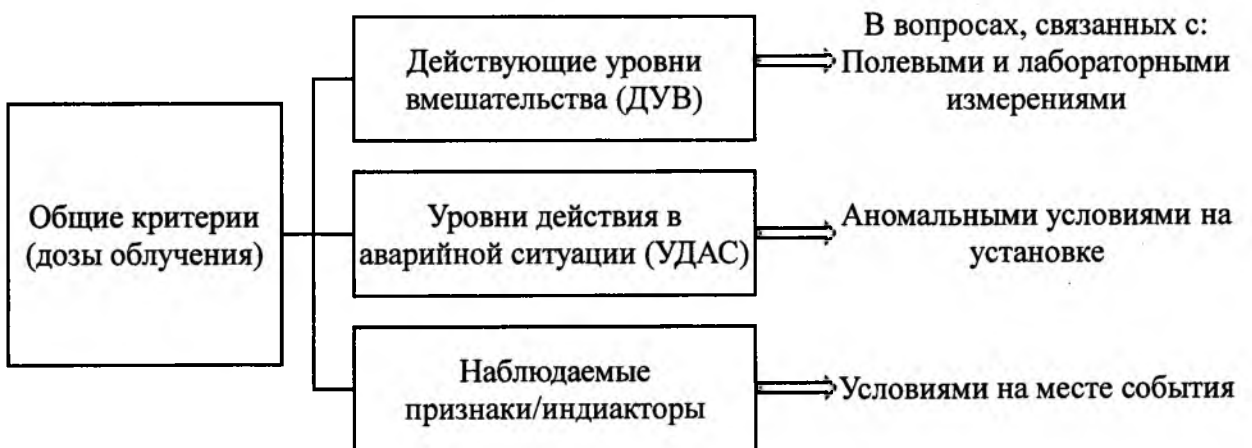 Общие критерии
(дозы облучения)
Действующие уровни
вмешательства (ДУВ)
В вопросах, связанных с:
Полевыми и лабораторными
измерениями
Уровни действия в
аварийной ситуации (УДАС)
Аномальными условиями на
установке
Наблюдаемые
признаки/индиакторы
Условиями на месте события